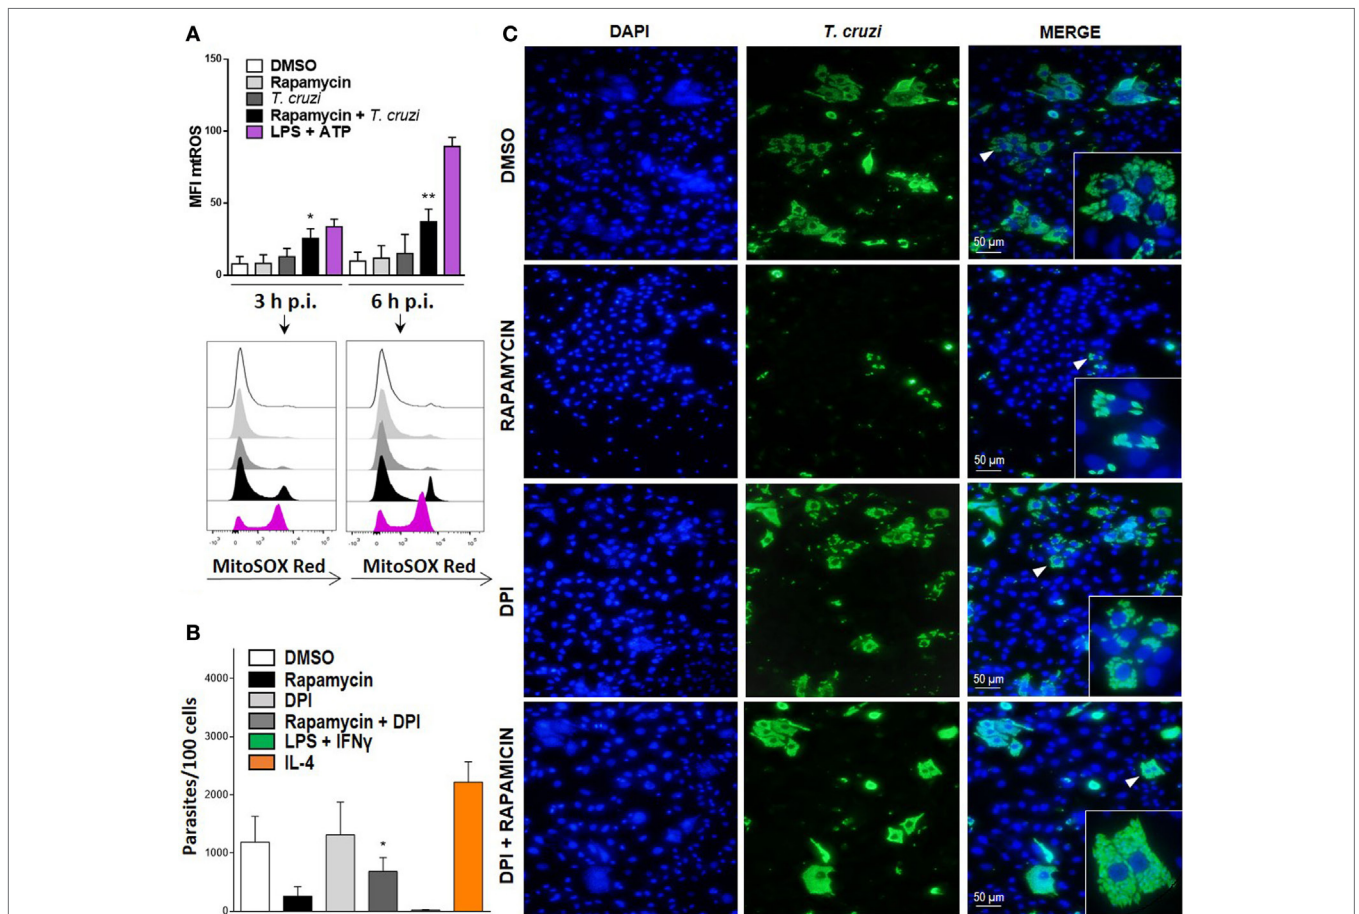 A
150
100
50
0
MFI mtROS
DMSO
Rapamycin
T. cruzi
Rapamycin + T. cruzi
LPS + ATP
*
**
3 h p.i.
6 h p.i.
MitoSOX Red
MitoSOX Red
B
4000
3000
2000
1000
0
Parasites/100 cells
DMSO
Rapamycin
DPI
Rapamycin + DPI
LPS + IFNγ
IL-4
*
C
DAPI
T. cruzi
MERGE
DMSO
50 µm
RAPAMYCIN
50 µm
DPI
50 µm
DPI + RAPAMICIN
50 µm